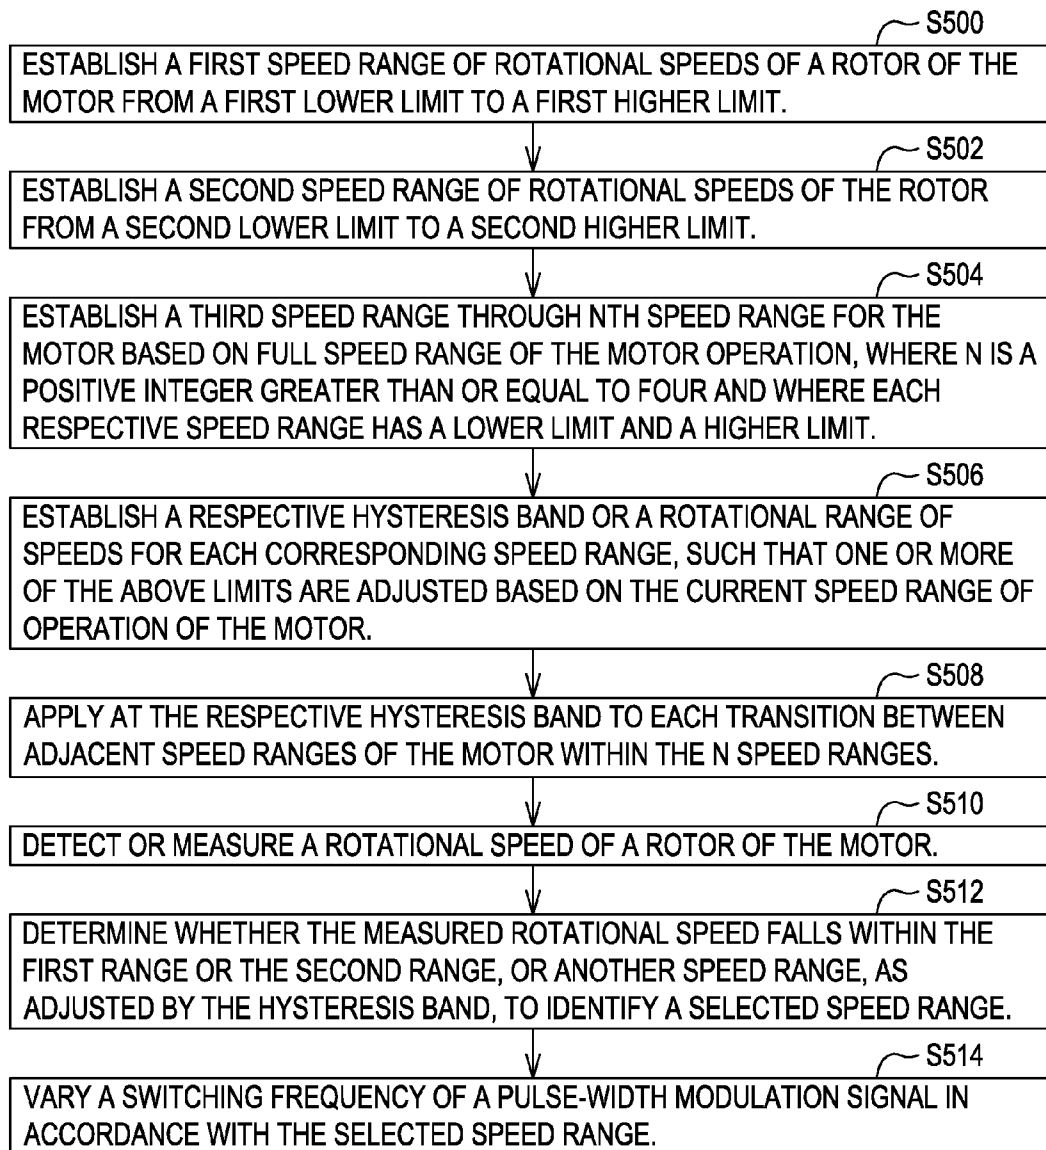 S500
ESTABLISH A FIRST SPEED RANGE OF ROTATIONAL SPEEDS OF A ROTOR OF THE
MOTOR FROM A FIRST LOWER LIMIT TO A FIRST HIGHER LIMIT.
S502
ESTABLISH A SECOND SPEED RANGE OF ROTATIONAL SPEEDS OF THE ROTOR
FROM A SECOND LOWER LIMIT TO A SECOND HIGHER LIMIT.
S504
ESTABLISH A THIRD SPEED RANGE THROUGH NTH SPEED RANGE FOR THE
MOTOR BASED ON FULL SPEED RANGE OF THE MOTOR OPERATION, WHERE N IS A
POSITIVE INTEGER GREATER THAN OR EQUAL TO FOUR AND WHERE EACH
RESPECTIVE SPEED RANGE HAS A LOWER LIMIT AND A HIGHER LIMIT.
S506
ESTABLISH A RESPECTIVE HYSTERESIS BAND OR A ROTATIONAL RANGE OF
SPEEDS FOR EACH CORRESPONDING SPEED RANGE, SUCH THAT ONE OR MORE
OF THE ABOVE LIMITS ARE ADJUSTED BASED ON THE CURRENT SPEED RANGE OF
OPERATION OF THE MOTOR.
S508
APPLY AT THE RESPECTIVE HYSTERESIS BAND TO EACH TRANSITION BETWEEN
ADJACENT SPEED RANGES OF THE MOTOR WITHIN THE N SPEED RANGES.
S510
DETECT OR MEASURE A ROTATIONAL SPEED OF A ROTOR OF THE MOTOR.
S512
DETERMINE WHETHER THE MEASURED ROTATIONAL SPEED FALLS WITHIN THE
FIRST RANGE OR THE SECOND RANGE, OR ANOTHER SPEED RANGE, AS
ADJUSTED BY THE HYSTERESIS BAND, TO IDENTIFY A SELECTED SPEED RANGE.
S514
VARY A SWITCHING FREQUENCY OF A PULSE-WIDTH MODULATION SIGNAL IN
ACCORDANCE WITH THE SELECTED SPEED RANGE.